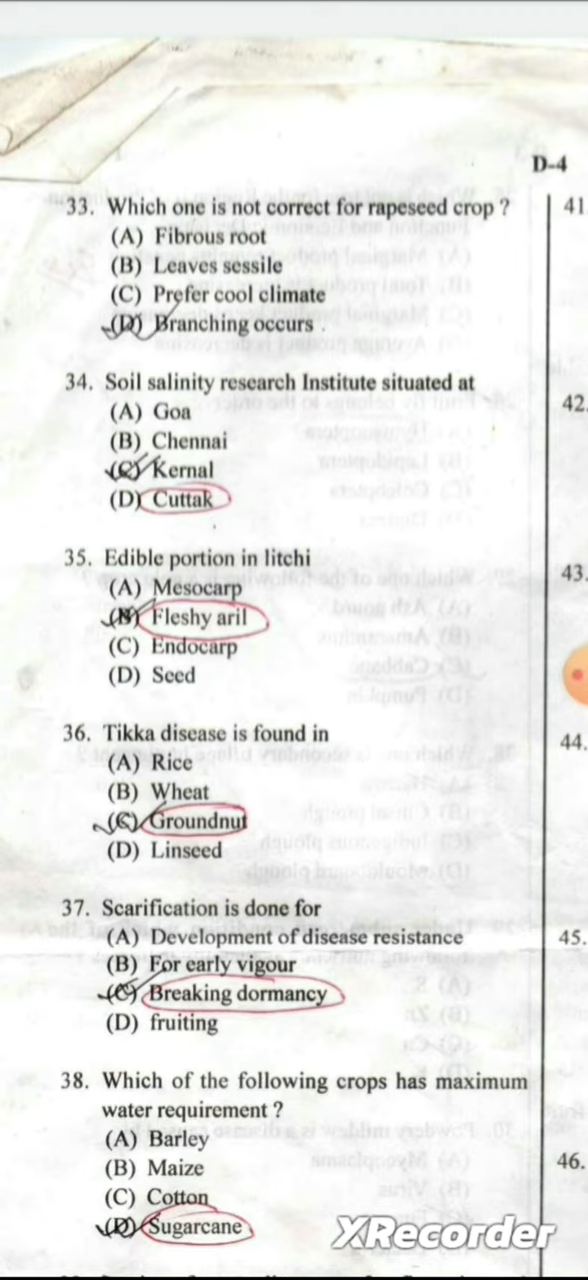 D-4
33. Which one is not correct for rapeseed crop ?
(A) Fibrous root
(B) Leaves sessile
(C) Prefer cool climate
(D) Branching occurs
34. Soil salinity research Institute situated at
(A) Goa
(B) Chennai
(C) Kernal
(D) Cuttak
35. Edible portion in litchi
(A) Mesocarp
(B) Fleshy aril
(C) Endocarp
(D) Seed
36. Tikka disease is found in
(A) Rice
(B) Wheat
(C) Groundnut
(D) Linseed
37. Scarification is done for
(A) Development of disease resistance
(B) For early vigour
(C) Breaking dormancy
(D) fruiting
38. Which of the following crops has maximum
water requirement ?
(A) Barley
(B) Maize
(C) Cotton
(D) Sugarcane
41
42.
43.
44.
45.
46.
XRecorder